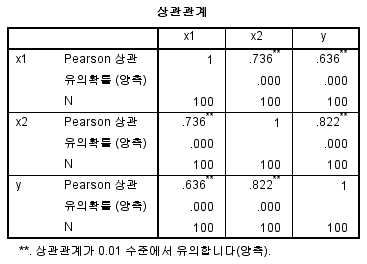 상관관계
x1 x2 y
x1 Pearson 상관 1 .736** .636**
유의확률 (양측) .000 .000
N 100 100 100
x2 Pearson 상관 .736** 1 .822**
유의확률 (양측) .000 .000
N 100 100 100
y Pearson 상관 .636** .822** 1
유의확률 (양측) .000 .000
N 100 100 100
**. 상관관계가 0.01 수준에서 유의합니다(양측).